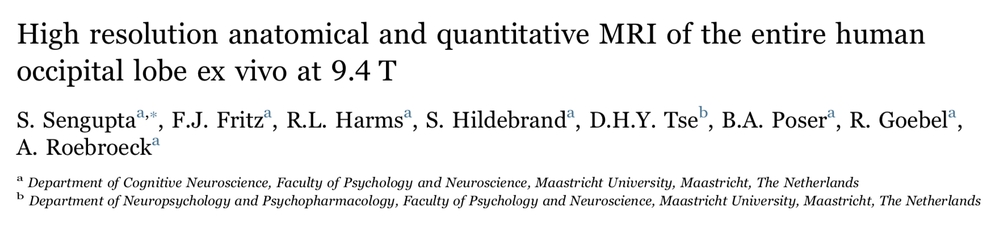 High resolution anatomical and quantitative MRI of the entire human
occipital lobe ex vivo at 9.4 T
S. Sengupta^a,*, F.J. Fritz^a, R.L. Harms^a, S. Hildebrand^a, D.H.Y. Tse^b, B.A. Poser^a, R. Goebel^a,
A. Roebroeck^a
^a Department of Cognitive Neuroscience, Faculty of Psychology and Neuroscience, Maastricht University, Maastricht, The Netherlands
^b Department of Neuropsychology and Psychopharmacology, Faculty of Psychology and Neuroscience, Maastricht University, Maastricht, The Netherlands